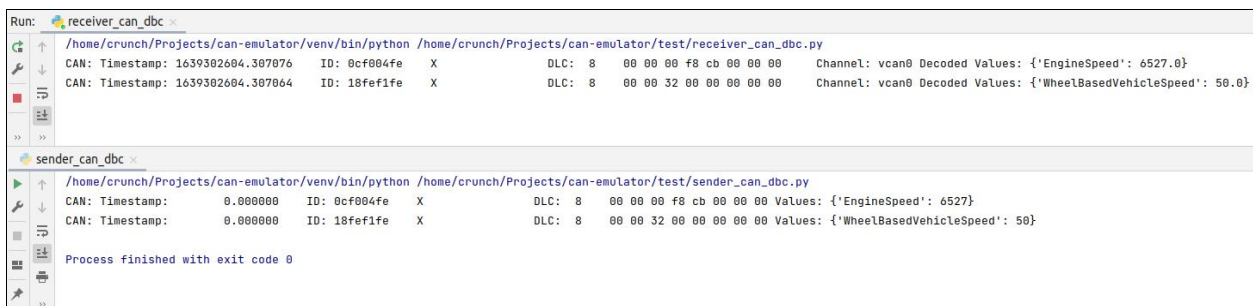 Run: receiver_can_dbc ×
/home/crunch/Projects/can-emulator/venv/bin/python /home/crunch/Projects/can-emulator/test/receiver_can_dbc.py
CAN: Timestamp: 1639302604.307076 ID: 0cf004fe X DLC: 8 00 00 00 f8 cb 00 00 00 Channel: vcan0 Decoded Values: {'EngineSpeed': 6527.0}
CAN: Timestamp: 1639302604.307064 ID: 18fef1fe X DLC: 8 00 00 32 00 00 00 00 00 Channel: vcan0 Decoded Values: {'WheelBasedVehicleSpeed': 50.0}
sender_can_dbc ×
/home/crunch/Projects/can-emulator/venv/bin/python /home/crunch/Projects/can-emulator/test/sender_can_dbc.py
CAN: Timestamp: 0.000000 ID: 0cf004fe X DLC: 8 00 00 00 f8 cb 00 00 00 Values: {'EngineSpeed': 6527}
CAN: Timestamp: 0.000000 ID: 18fef1fe X DLC: 8 00 00 32 00 00 00 00 00 Values: {'WheelBasedVehicleSpeed': 50}
Process finished with exit code 0